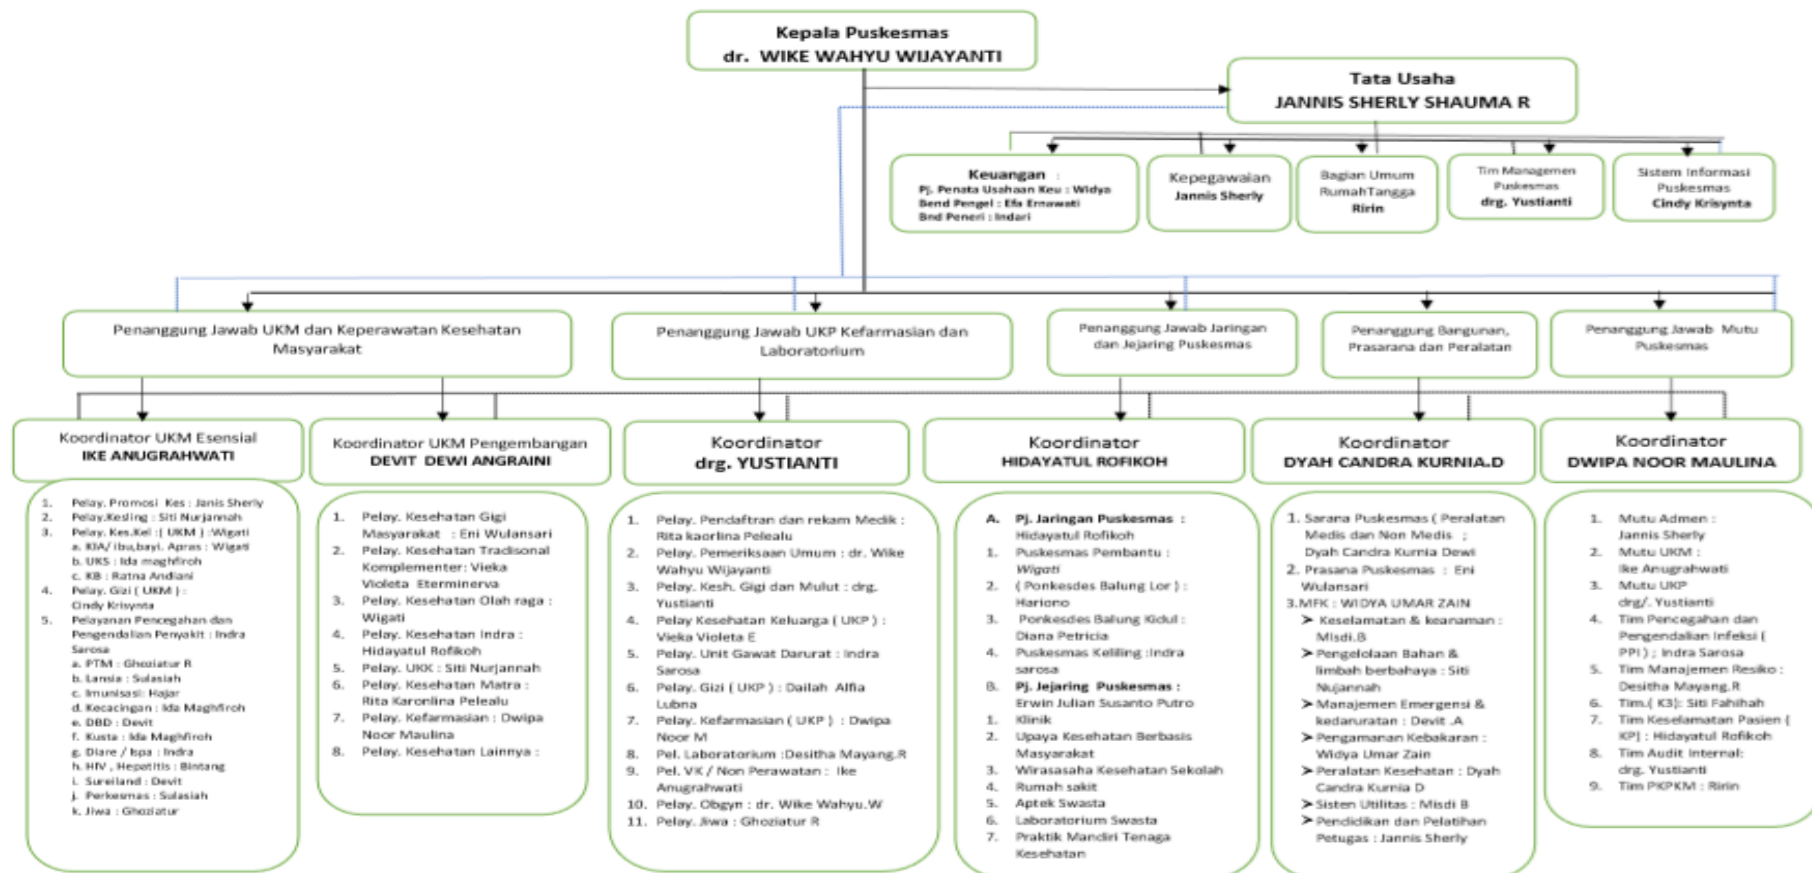 Kepala Puskesmas
dr. WIKE WAHYU WIJAYANTI
Tata Usaha
JANNIS SHERLY SHAUMA R
Keuangan :
Pj. Penata Usahaan Keu : Widya
Bend Pengel : Efa Ernawati
Bnd Peneri : Indari
Kepegawaian
Jannis Sherly
Bagian Umum
RumahTangga
Ririn
Tim Managemen
Puskesmas
drg. Yustianti
Sistem Informasi
Puskesmas
Cindy Krisynta
Penanggung Jawab UKM dan Keperawatan Kesehatan
Masyarakat
Penanggung Jawab UKP Kefarmasian dan
Laboratorium
Penanggung Jawab Jaringan
dan Jejaring Puskesmas
Penanggung Bangunan,
Prasarana dan Peralatan
Penanggung Jawab Mutu
Puskesmas
Koordinator UKM Esensial
IKE ANUGRAHWATI
1. Pelay. Promosi Kes : Janis Sherly
2. Pelay.Kesling : Siti Nurjannah
3. Pelay. Kes.Kel :( UKM ) :Wigati
a. KIA/ ibu,bayi. Apras : Wigati
b. UKS : Ida maghfiroh
c. KB : Ratna Andiani
4. Pelay. Gizi ( UKM ) :
Cindy Krisynta
5. Pelayanan Pencegahan dan
Pengendalian Penyakit : Indra
Sarosa
a. PTM : Ghoziatur R
b. Lansia : Sulasiah
c. Imunisasi: Hajar
d. Kecacingan : Ida Maghfiroh
e. DBD : Devit
f. Kusta : Ida Maghfiroh
g. Diare / Ispa : Indra
h. HIV , Hepatitis : Bintang
i. Sureiland : Devit
j. Perkesmas : Sulasiah
k. Jiwa : Ghoziatur
Koordinator UKM Pengembangan
DEVIT DEWI ANGRAINI
1. Pelay. Kesehatan Gigi
Masyarakat : Eni Wulansari
2. Pelay. Kesehatan Tradisonal
Komplementer: Vieka
Violeta Eterminerva
3. Pelay. Kesehatan Olah raga :
Wigati
4. Pelay. Kesehatan Indra :
Hidayatul Rofikoh
5. Pelay. UKK : Siti Nurjannah
6. Pelay. Kesehatan Matra :
Rita Karonlina Pelealu
7. Pelay. Kefarmasian : Dwipa
Noor Maulina
8. Pelay. Kesehatan Lainnya :
Koordinator
drg. YUSTIANTI
1. Pelay. Pendaftran dan rekam Medik :
Rita kaorlina Pelealu
2. Pelay. Pemeriksaan Umum : dr. Wike
Wahyu Wijayanti
3. Pelay. Kesh. Gigi dan Mulut : drg.
Yustianti
4. Pelay Kesehatan Keluarga ( UKP ) :
Vieka Violeta E
5. Pelay. Unit Gawat Darurat : Indra
Sarosa
6. Pelay. Gizi ( UKP ) : Dailah Alfia
Lubna
7. Pelay. Kefarmasian ( UKP ) : Dwipa
Noor M
8. Pel. Laboratorium :Desitha Mayang.R
9. Pel. VK / Non Perawatan : Ike
Anugrahwati
10. Pelay. Obgyn : dr. Wike Wahyu.W
11. Pelay. Jiwa : Ghoziatur R
Koordinator
HIDAYATUL ROFIKOH
A. Pj. Jaringan Puskesmas :
Hidayatul Rofikoh
1. Puskesmas Pembantu :
Wigati
2. ( Ponkesdes Balung Lor ) :
Hariono
3. Ponkesdes Balung Kidul :
Diana Petricia
4. Puskesmas Keliling :Indra
sarosa
B. Pj. Jejaring Puskesmas :
Erwin Julian Susanto Putro
1. Klinik
2. Upaya Kesehatan Berbasis
Masyarakat
3. Wirasasaha Kesehatan Sekolah
4. Rumah sakit
5. Aptek Swasta
6. Laboratorium Swasta
7. Praktik Mandiri Tenaga
Kesehatan
Koordinator
DYAH CANDRA KURNIA.D
1. Sarana Puskesmas ( Peralatan
Medis dan Non Medis ;
Dyah Candra Kurnia Dewi
2. Prasana Puskesmas : Eni
Wulansari
3.MFK : WIDYA UMAR ZAIN
➤ Keselamatan & keanaman :
Misdi.B
➤ Pengelolaan Bahan &
limbah berbahaya : Siti
Nujannah
➤ Manajemen Emergensi &
kedaruratan : Devit .A
➤ Pengamanan Kebakaran :
Widya Umar Zain
➤ Peralatan Kesehatan : Dyah
Candra Kurnia D
➤ Sisten Utilitas : Misdi B
➤ Pendidikan dan Pelatihan
Petugas : Jannis Sherly
Koordinator
DWIPA NOOR MAULINA
1. Mutu Admen :
Jannis Sherly
2. Mutu UKM :
Ike Anugrahwati
3. Mutu UKP
drg/. Yustianti
4. Tim Pencegahan dan
Pengendalian Infeksi (
PPI ) ; Indra Sarosa
5. Tim Manajemen Resiko :
Desitha Mayang.R
6. Tim.( K3): Siti Fahihah
7. Tim Keselamatan Pasien (
KP) : Hidayatul Rofikoh
8. Tim Audit Internal:
drg. Yustianti
9. Tim PKPKM : Ririn